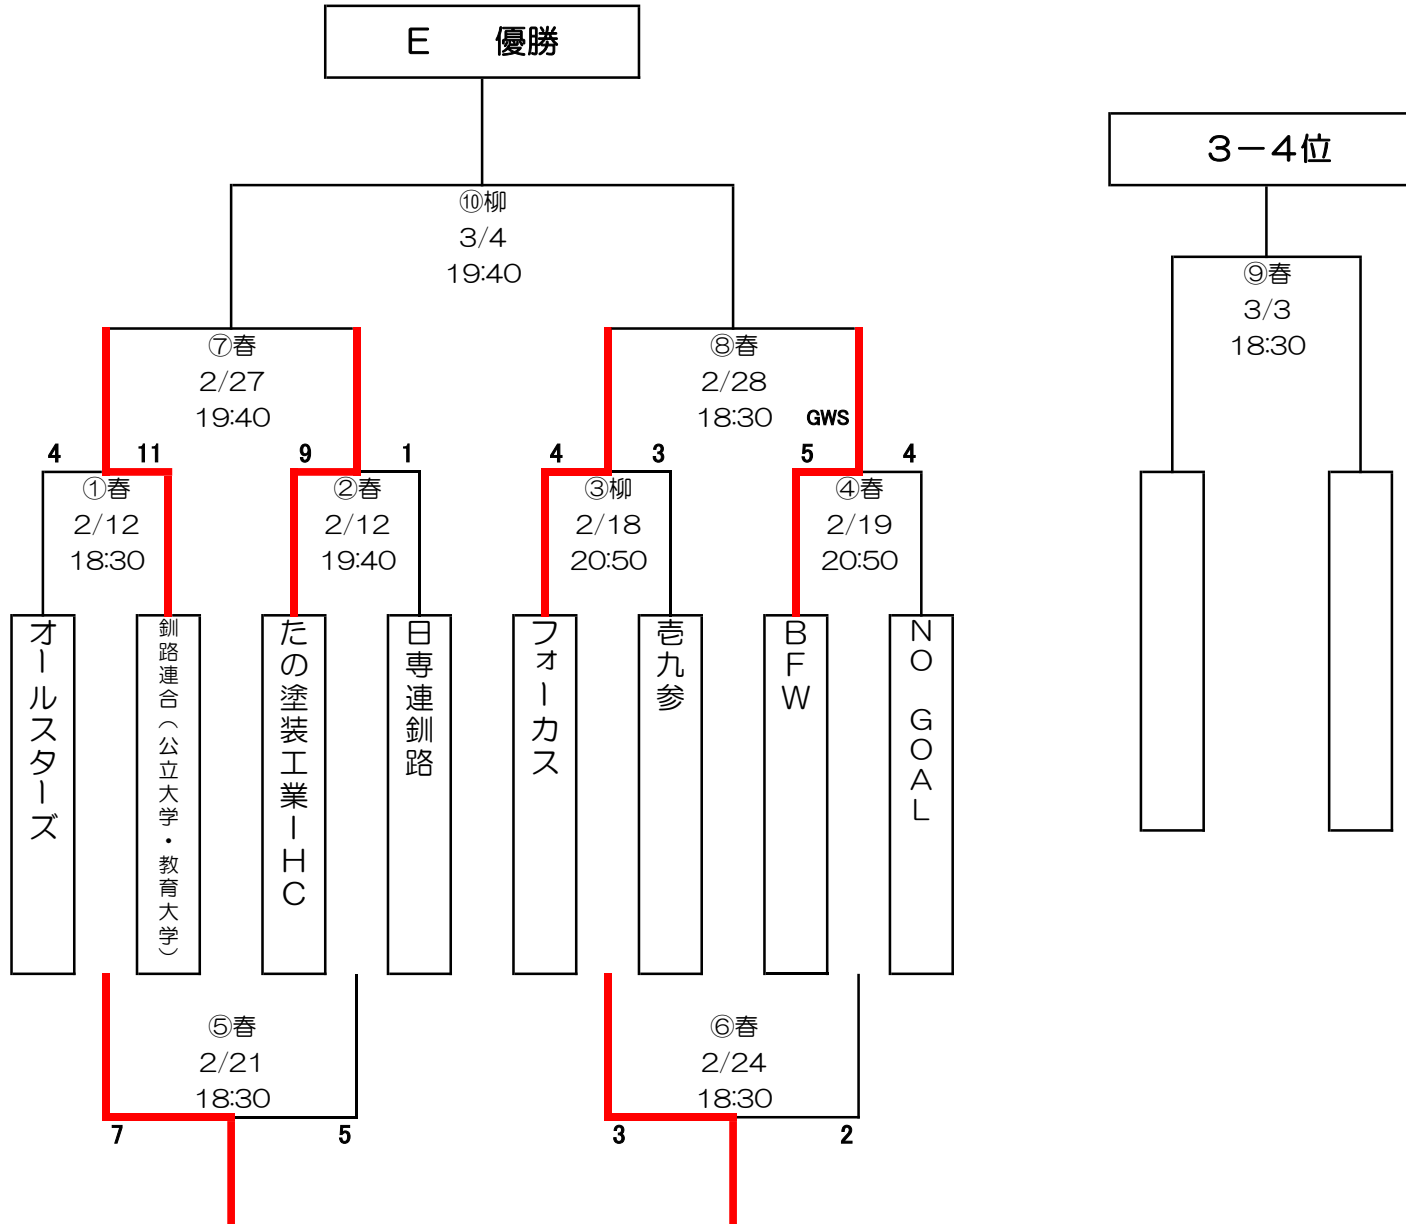 E 優勝
3－4位
⑩柳
3/4
19:40
⑨春
3/3
18:30
⑦春
2/27
19:40
⑧春
2/28
18:30
GWS
4 11 9 1 4 3 5 4
①春
2/12
18:30
②春
2/12
19:40
③柳
2/18
20:50
④春
2/19
20:50
オールスターズ
釧路連合（公立大学・教育大学）
たの塗装工業ーHC
日専連釧路
フォーカス
壱九参
BFW
NO GOAL
⑤春
2/21
18:30
7 5
⑥春
2/24
18:30
3 2